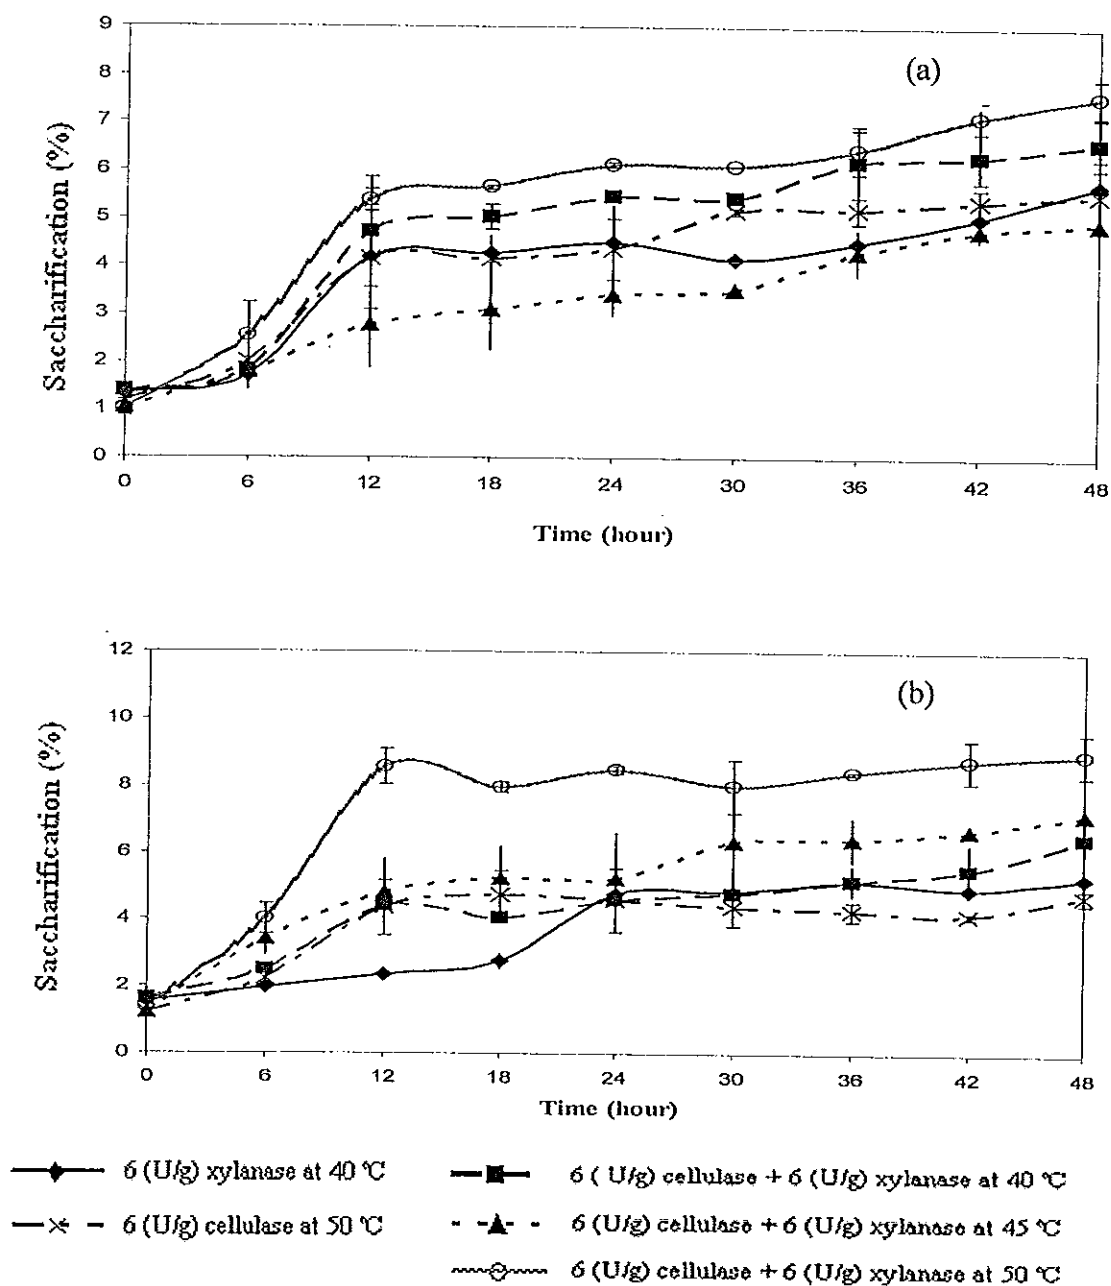 9
8
7
6
5
4
3
2
1
0
Saccharification (%)
(a)
0 6 12 18 24 30 36 42 48
Time (hour)
12
10
8
6
4
2
0
Saccharification (%)
(b)
0 6 12 18 24 30 36 42 48
Time (hour)
6 (U/g) xylanase at 40 ℃
6 ( U/g) cellulase + 6 (U/g) xylanase at 40 ℃
6 (U/g) cellulase at 50 ℃
6 (U/g) cellulase + 6 (U/g) xylanase at 45 ℃
6 (U/g) cellulase + 6 (U/g) xylanase at 50 ℃